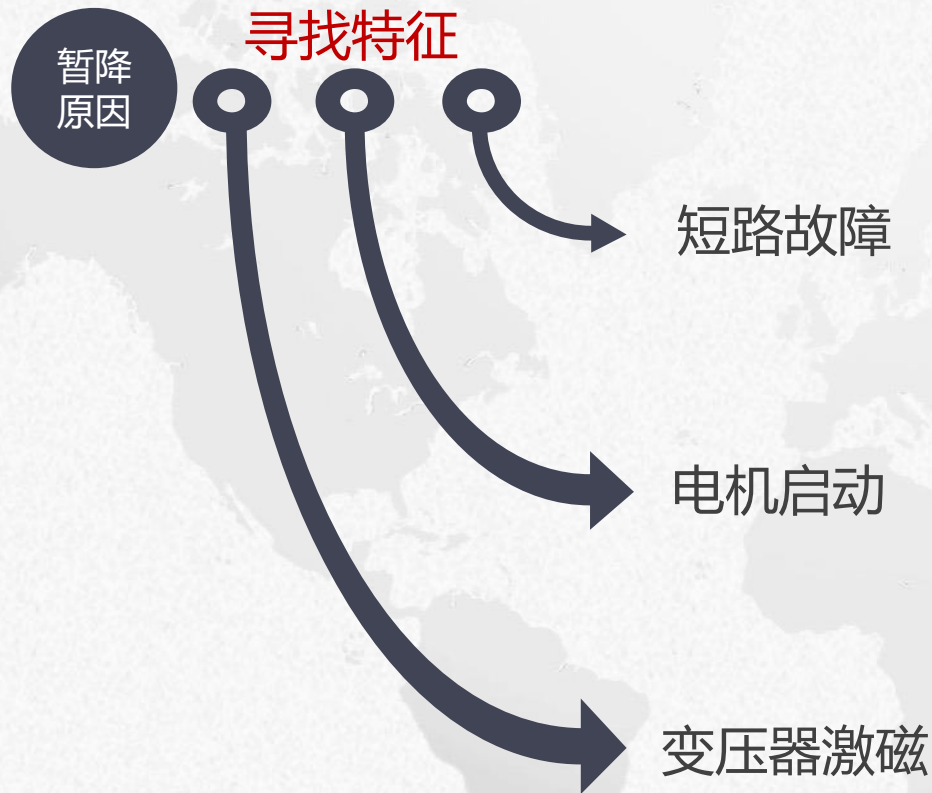 寻找特征
暂降
原因
短路故障
电机启动
变压器激磁